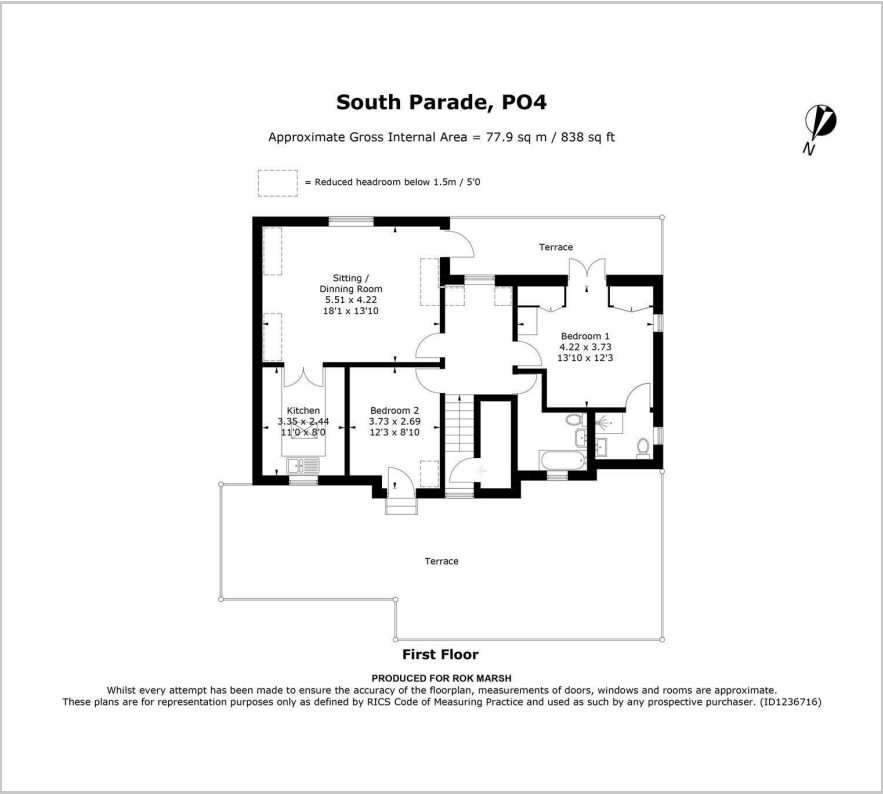 South Parade, PO4
Approximate Gross Internal Area = 77.9 sq m / 838 sq ft
N
= Reduced headroom below 1.5m / 5'0
Terrace
Sitting /
Dinning Room
5.51 x 4.22
18'1 x 13'10
Bedroom 1
4.22 x 3.73
13'10 x 12'3
Kitchen
3.35 x 2.44
11'0 x 8'0
Bedroom 2
3.73 x 2.69
12'3 x 8'10
Terrace
First Floor
PRODUCED FOR ROK MARSH
Whilst every attempt has been made to ensure the accuracy of the floorplan, measurements of doors, windows and rooms are approximate.
These plans are for representation purposes only as defined by RICS Code of Measuring Practice and used as such by any prospective purchaser. (ID1236716)